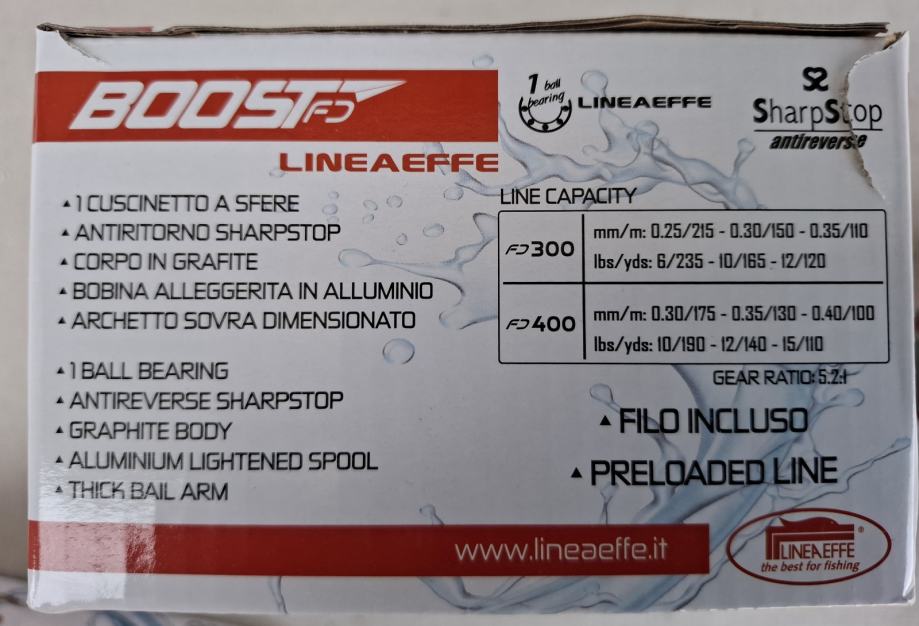 BOOST FD
LINEAEFFE
1 ball
bearing
LINEAEFFE
SharpStop
antireverse
▲1 CUSCINETTO A SFERE
▲ANTIRITORNO SHARPSTOP
▲CORPO IN GRAFITE
▲BOBINA ALLEGGERITA IN ALLUMINIO
▲ARCHETTO SOVRA DIMENSIONATO
▲1 BALL BEARING
▲ANTIREVERSE SHARPSTOP
▲GRAPHITE BODY
▲ALUMINIUM LIGHTENED SPOOL
▲THICK BAIL ARM
LINE CAPACITY
FD300
mm/m: 0.25/215 - 0.30/150 - 0.35/110
lbs/yds: 6/235 - 10/165 - 12/120
FD400
mm/m: 0.30/175 - 0.35/130 - 0.40/100
lbs/yds: 10/190 - 12/140 - 15/110
GEAR RATIO: 5.2:1
▲ FILO INCLUSO
▲ PRELOADED LINE
www.lineaeffe.it
LINEAEFFE®
the best for fishing